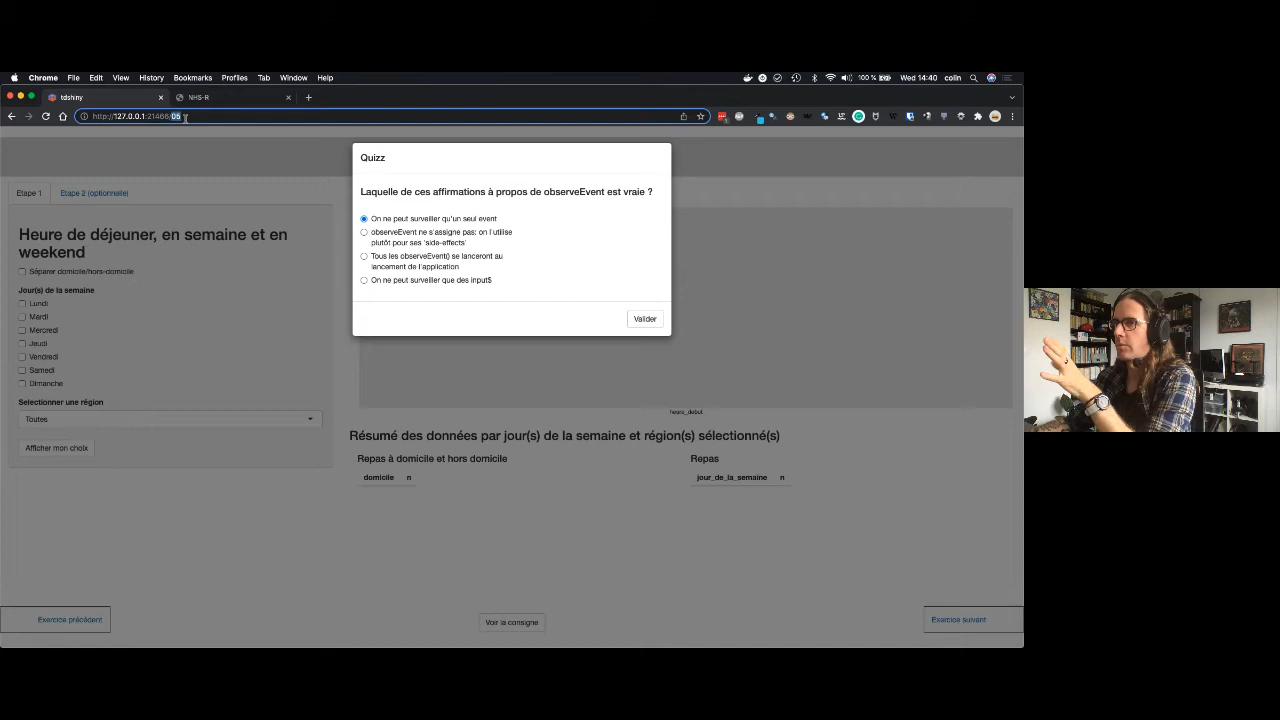 Chrome File Edit View History Bookmarks Profiles Tab Window Help
100 % Wed 14:40 colin
tdshiny
NHS-R
http://127.0.0.1:21466/06
Quizz
Laquelle de ces affirmations à propos de observeEvent est vraie ?
On ne peut surveiller qu'un seul event
observeEvent ne s'assigne pas: on l'utilise
plutôt pour ses 'side-effects'
Tous les observeEvent() se lanceront au
lancement de l'application
On ne peut surveiller que des input$
Valider
Etape 1
Etape 2 (optionnelle)
Heure de déjeuner, en semaine et en
weekend
Séparer domicile/hors-domicile
Jour(s) de la semaine
Lundi
Mardi
Mercredi
Jeudi
Vendredi
Samedi
Dimanche
Selectionner une région
Toutes
Afficher mon choix
heure_debut
Résumé des données par jour(s) de la semaine et région(s) sélectionné(s)
Repas à domicile et hors domicile
domicile n
Repas
jour_de_la_semaine n
Exercice précédent
Voir la consigne
Exercice suivant